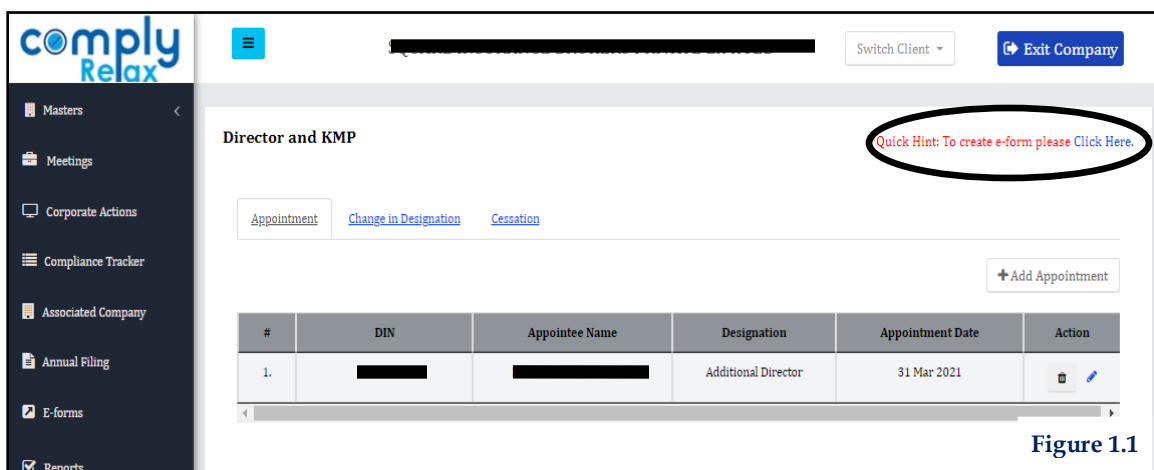 comply
Relax
Switch Client
Exit Company
Masters
Meetings
Corporate Actions
Compliance Tracker
Associated Company
Annual Filing
E-forms
Reports
Director and KMP
Quick Hint: To create e-form please Click Here.
Appointment Change in Designation Cessation
+Add Appointment
# DIN Appointee Name Designation Appointment Date Action
1. Additional Director 31 Mar 2021
Figure 1.1